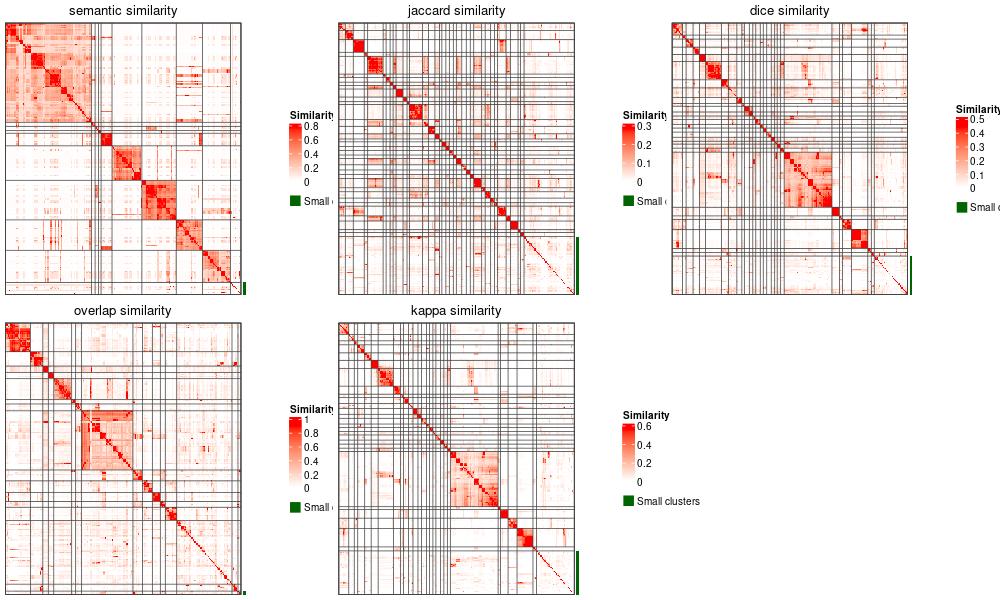 semantic similarity
Similarity
0.8
0.6
0.4
0.2
0
Small
jaccard similarity
Similarity
0.3
0.2
0.1
0
Small
dice similarity
Similarity
0.5
0.4
0.3
0.2
0.1
0
Small
overlap similarity
Similarity
1
0.8
0.6
0.4
0.2
0
Small
kappa similarity
Similarity
0.6
0.4
0.2
0
Small clusters